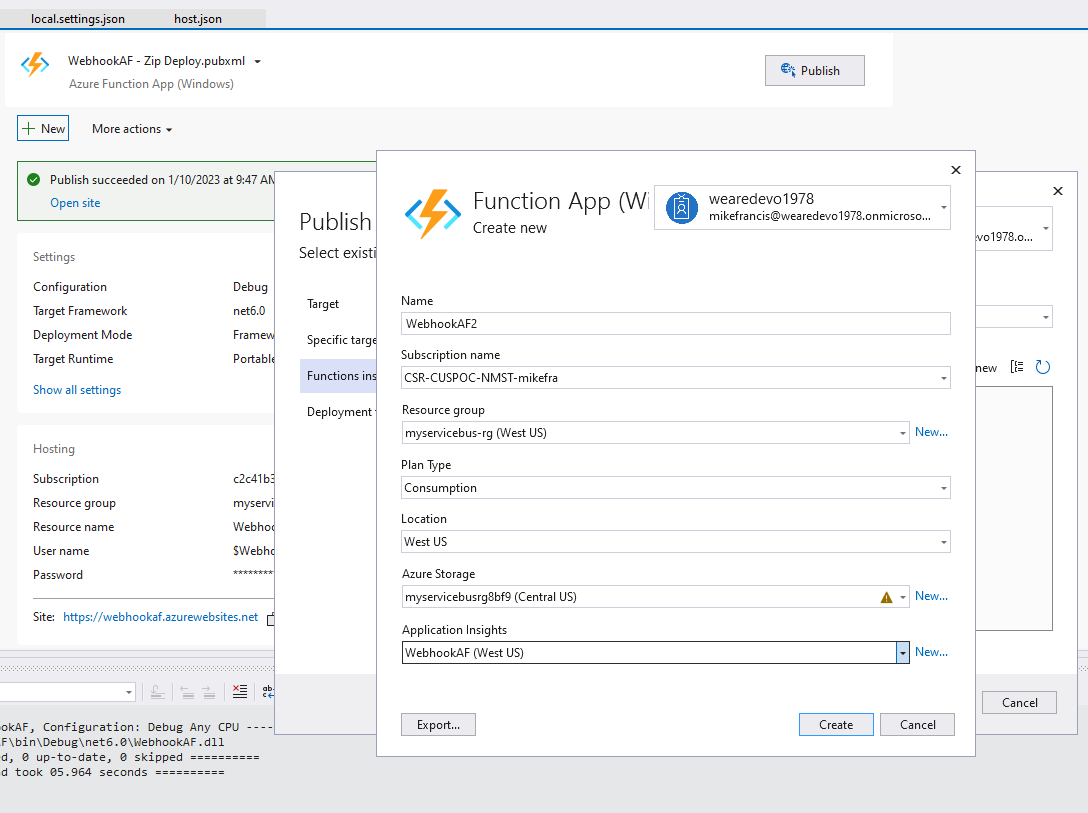 local.settings.json host.json
WebhookAF - Zip Deploy.pubxml
Azure Function App (Windows)
Publish
New More actions
Publish succeeded on 1/10/2023 at 9:47 AM
Open site
Settings
Configuration Debug
Target Framework net6.0
Deployment Mode Framew
Target Runtime Portable
Show all settings
Hosting
Subscription c2c41b3
Resource group myservi
Resource name Webhoo
User name $Webho
Password ********
Site: https://webhookaf.azurewebsites.net
Publish
Select existi
Target
Specific targe
Functions ins
Deployment
evo1978.o...
new
Cancel
Function App (Wi
Create new
wearedevo1978
mikefrancis@wearedevo1978.onmicroso...
Name
WebhookAF2
Subscription name
CSR-CUSPOC-NMST-mikefra
Resource group
myservicebus-rg (West US) New...
Plan Type
Consumption
Location
West US
Azure Storage
myservicebusrg8bf9 (Central US) New...
Application Insights
WebhookAF (West US) New...
Export... Create Cancel
okAF, Configuration: Debug Any CPU ----
F\bin\Debug\net6.0\WebhookAF.dll
d, 0 up-to-date, 0 skipped ==========
d took 05.964 seconds ==========